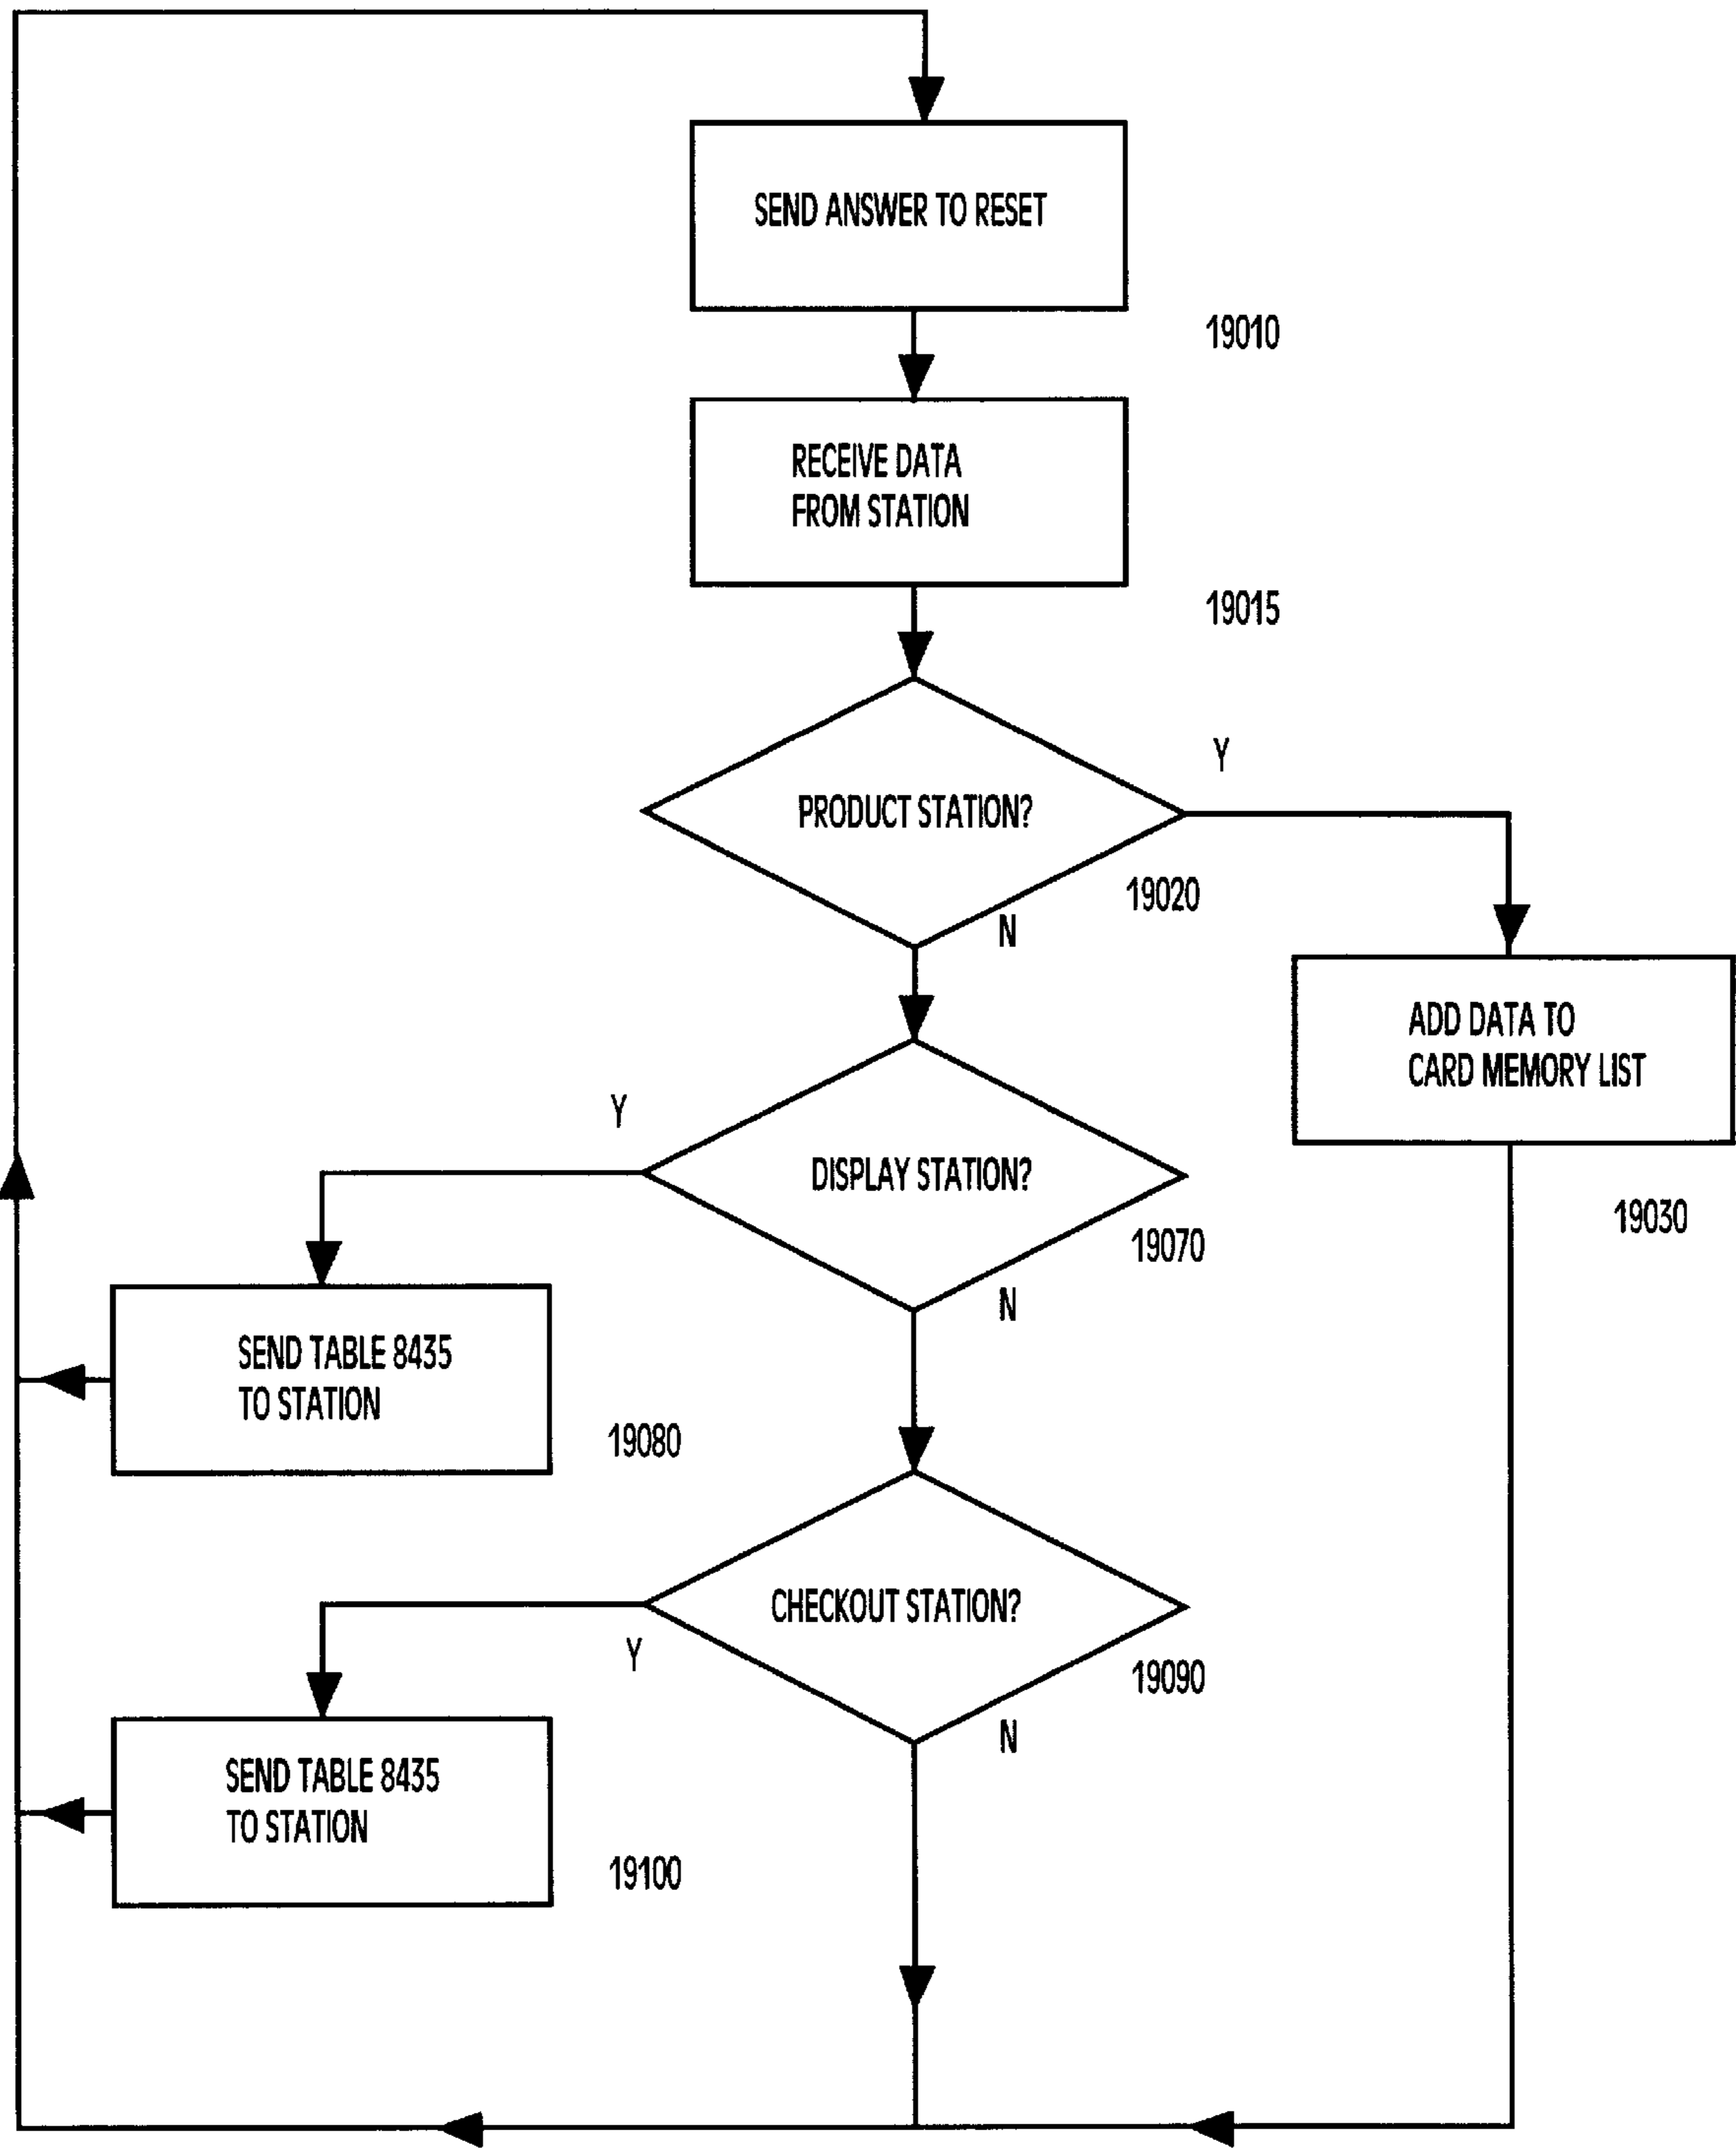 SEND ANSWER TO RESET
19010
RECEIVE DATA
FROM STATION
19015
PRODUCT STATION?
Y
19020
N
ADD DATA TO
CARD MEMORY LIST
19030
DISPLAY STATION?
Y
19070
N
SEND TABLE 8435
TO STATION
19080
CHECKOUT STATION?
Y
19090
N
SEND TABLE 8435
TO STATION
19100